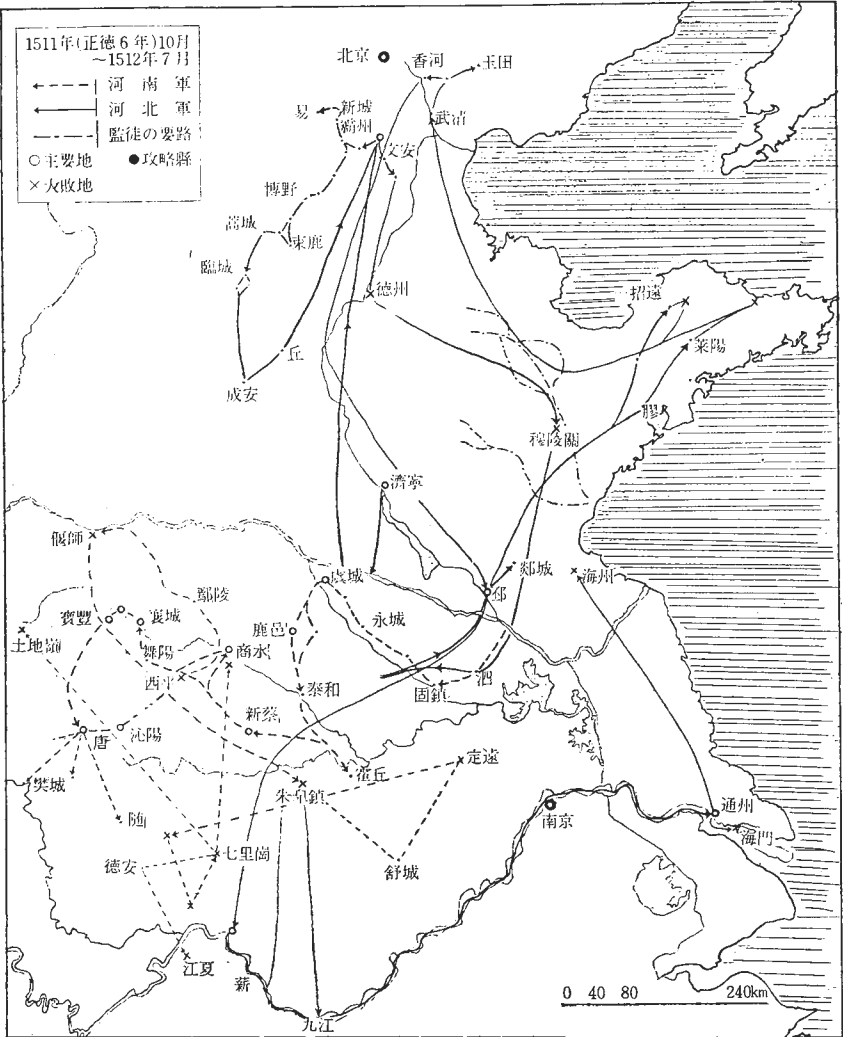 1511年(正徳6年)10月
～1512年7月
河南軍
河北軍
監徒の要路
○主要地 ●攻略縣
×大敗地
北京
香河
玉田
武清
易
新城
霸州
文安
博野
藁城
束鹿
臨城
德州
招遠
萊陽
丘
成安
膠
穆陵關
濟寧
偃師
郯城
海州
虞城
邳
鄢陵
寶豐
襄城
鹿邑
永城
土地嶺
舞陽
商水
西平
泰和
泗
固鎮
新蔡
唐
沁陽
定遠
樊城
霍丘
朱皐鎮
随
南京
通州
海門
七里崗
德安
舒城
江夏
蘄
九江
0 40 80 240km